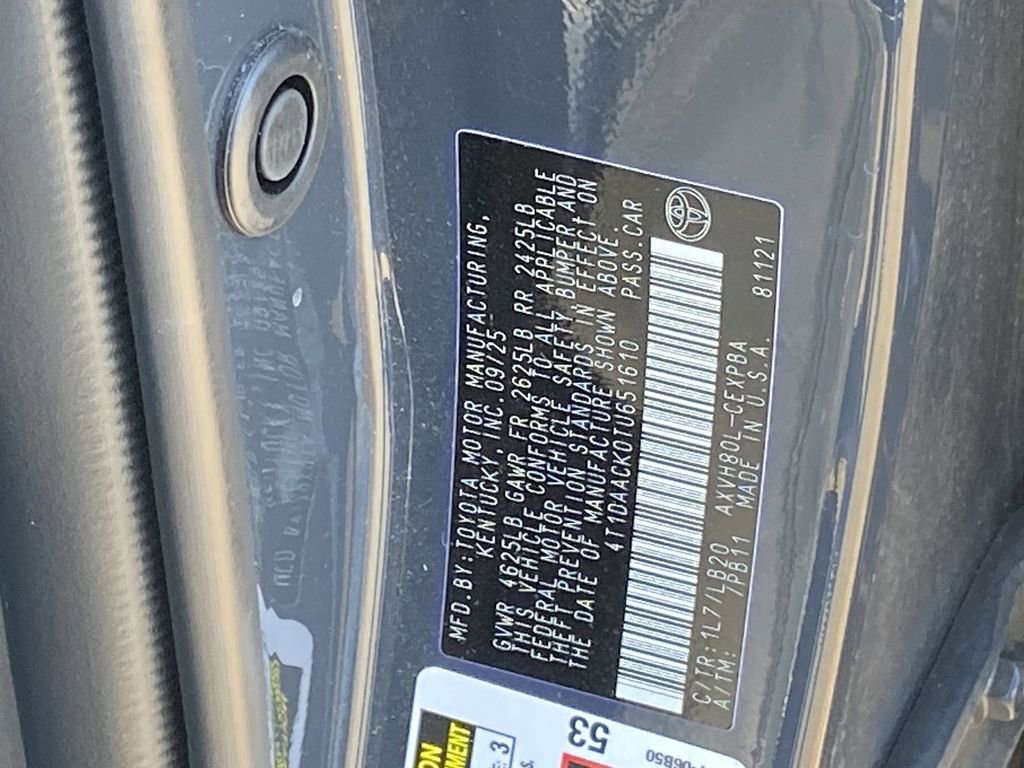 MFD.BY:TOYOTA MOTOR MANUFACTURING,
KENTUCKY, INC. 09/25
GVWR 4625LB GAWR FR 2625LB RR 2425LB
THIS VEHICLE CONFORMS TO ALL APPLICABLE
FEDERAL MOTOR VEHICLE SAFETY,BUMPER,AND
THEFT PREVENTION STANDARDS IN EFFECT ON
THE DATE OF MANUFACTURE SHOWN ABOVE.
4T1DAACK0TU651610 PASS.CAR
C/TR:1L7/LB20 AXVH80L-CEXPBA 81121
A/TM: /PB11 MADE IN U.S.A.
53
3
06B50